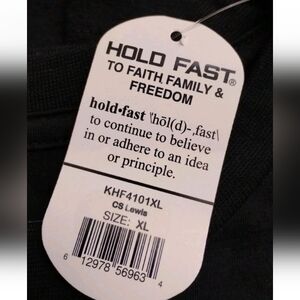 HOLD FAST®
TO FAITH, FAMILY &
FREEDOM
hold•fast \'hōl(d)-ˌfast\
to continue to believe
in or adhere to an idea
or principle.
KHF4101XL
CS Lewis
SIZE: XL
6 12978 56963 4